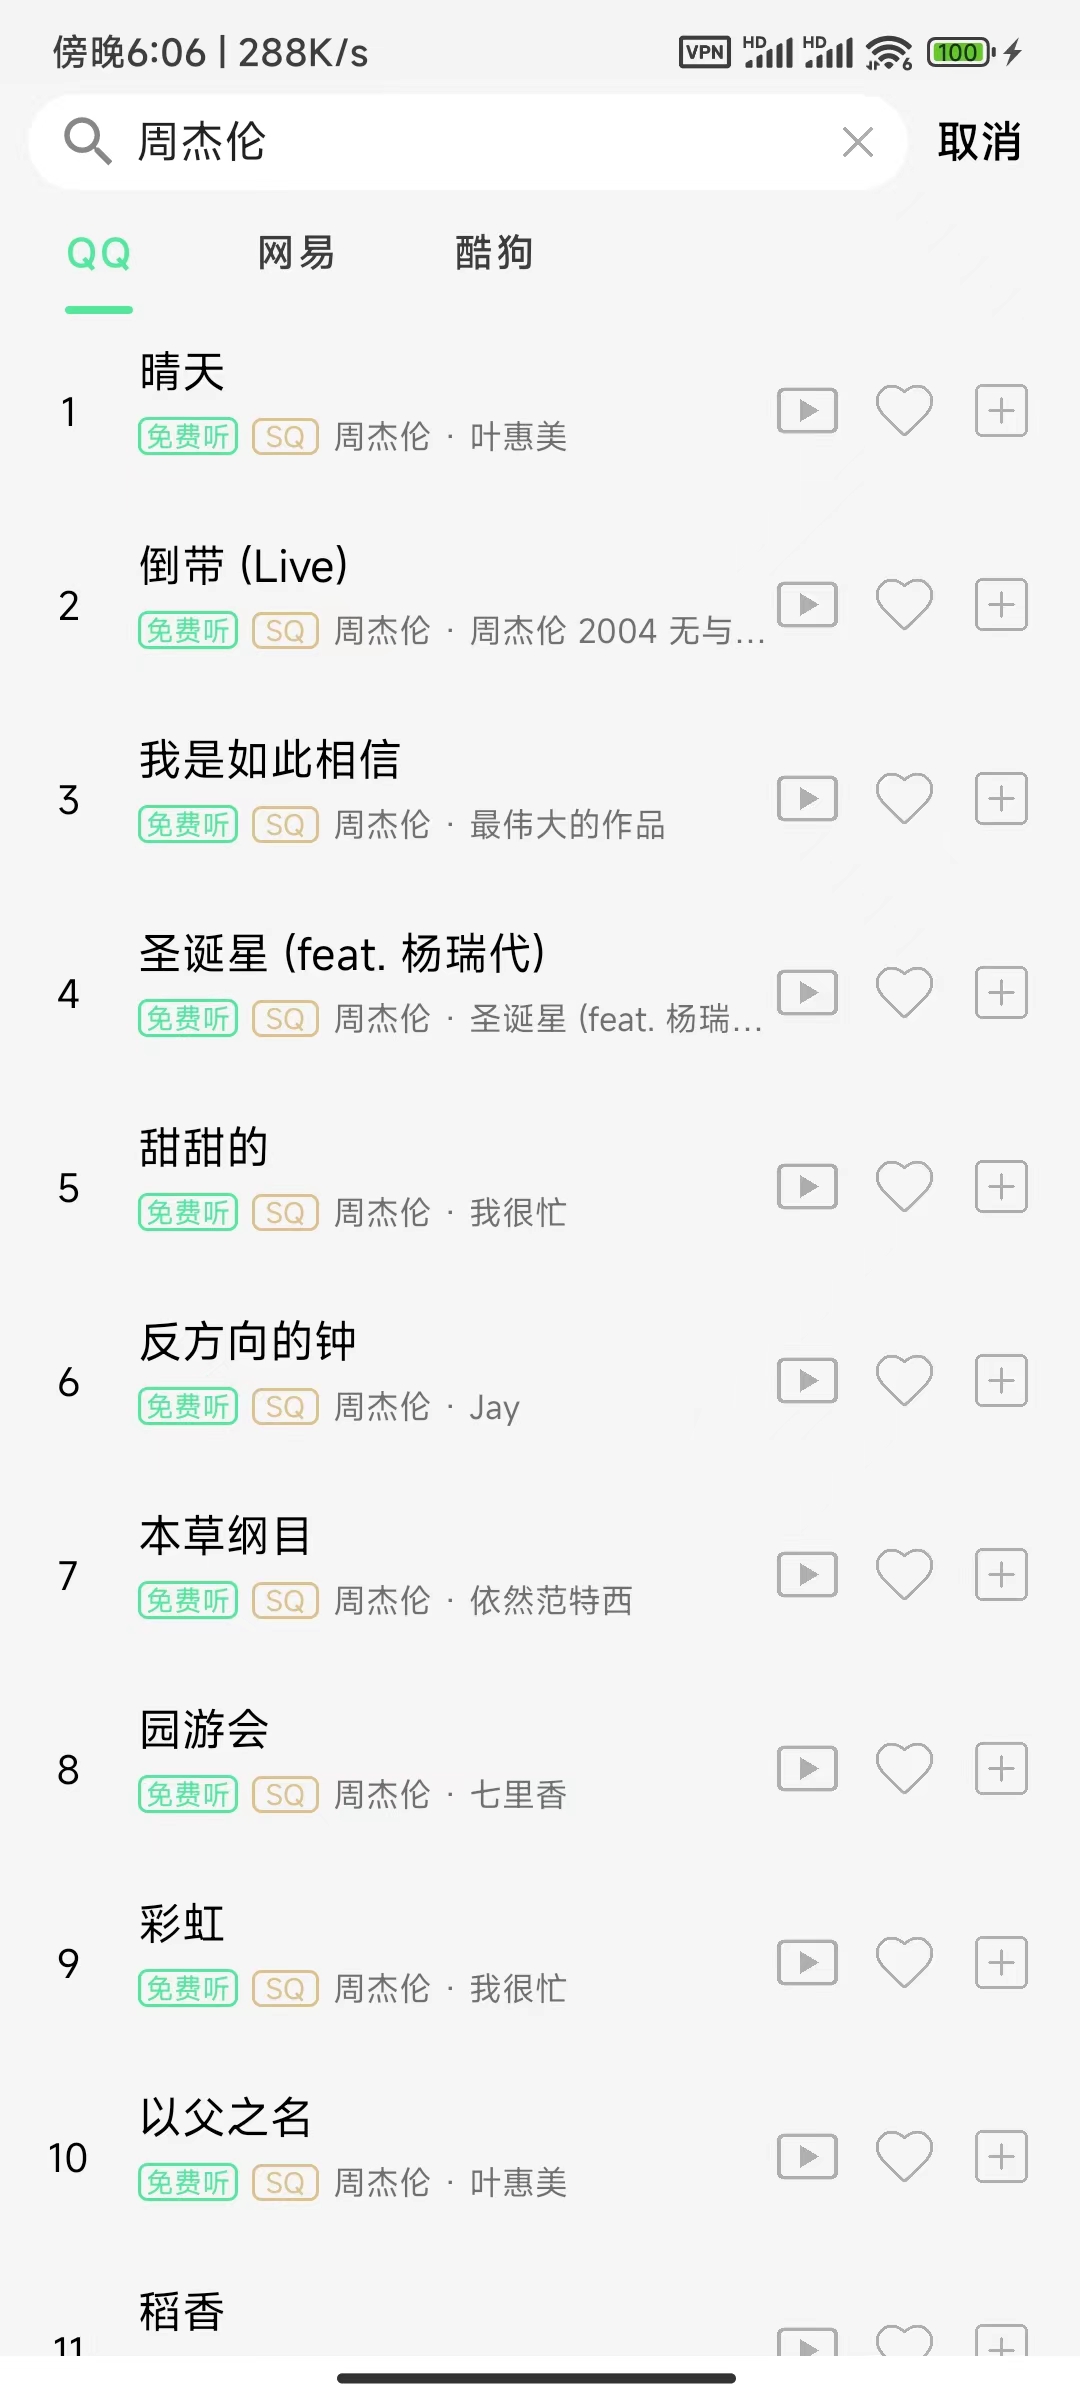 傍晚6:06 | 288K/s VPN HD HD 6 100
周杰伦 取消
QQ 网易 酷狗
晴天
1
免费听 SQ 周杰伦 · 叶惠美
倒带 (Live)
2
免费听 SQ 周杰伦 · 周杰伦 2004 无与...
我是如此相信
3
免费听 SQ 周杰伦 · 最伟大的作品
圣诞星 (feat. 杨瑞代)
4
免费听 SQ 周杰伦 · 圣诞星 (feat. 杨瑞...
甜甜的
5
免费听 SQ 周杰伦 · 我很忙
反方向的钟
6
免费听 SQ 周杰伦 · Jay
本草纲目
7
免费听 SQ 周杰伦 · 依然范特西
园游会
8
免费听 SQ 周杰伦 · 七里香
彩虹
9
免费听 SQ 周杰伦 · 我很忙
以父之名
10
免费听 SQ 周杰伦 · 叶惠美
稻香
11